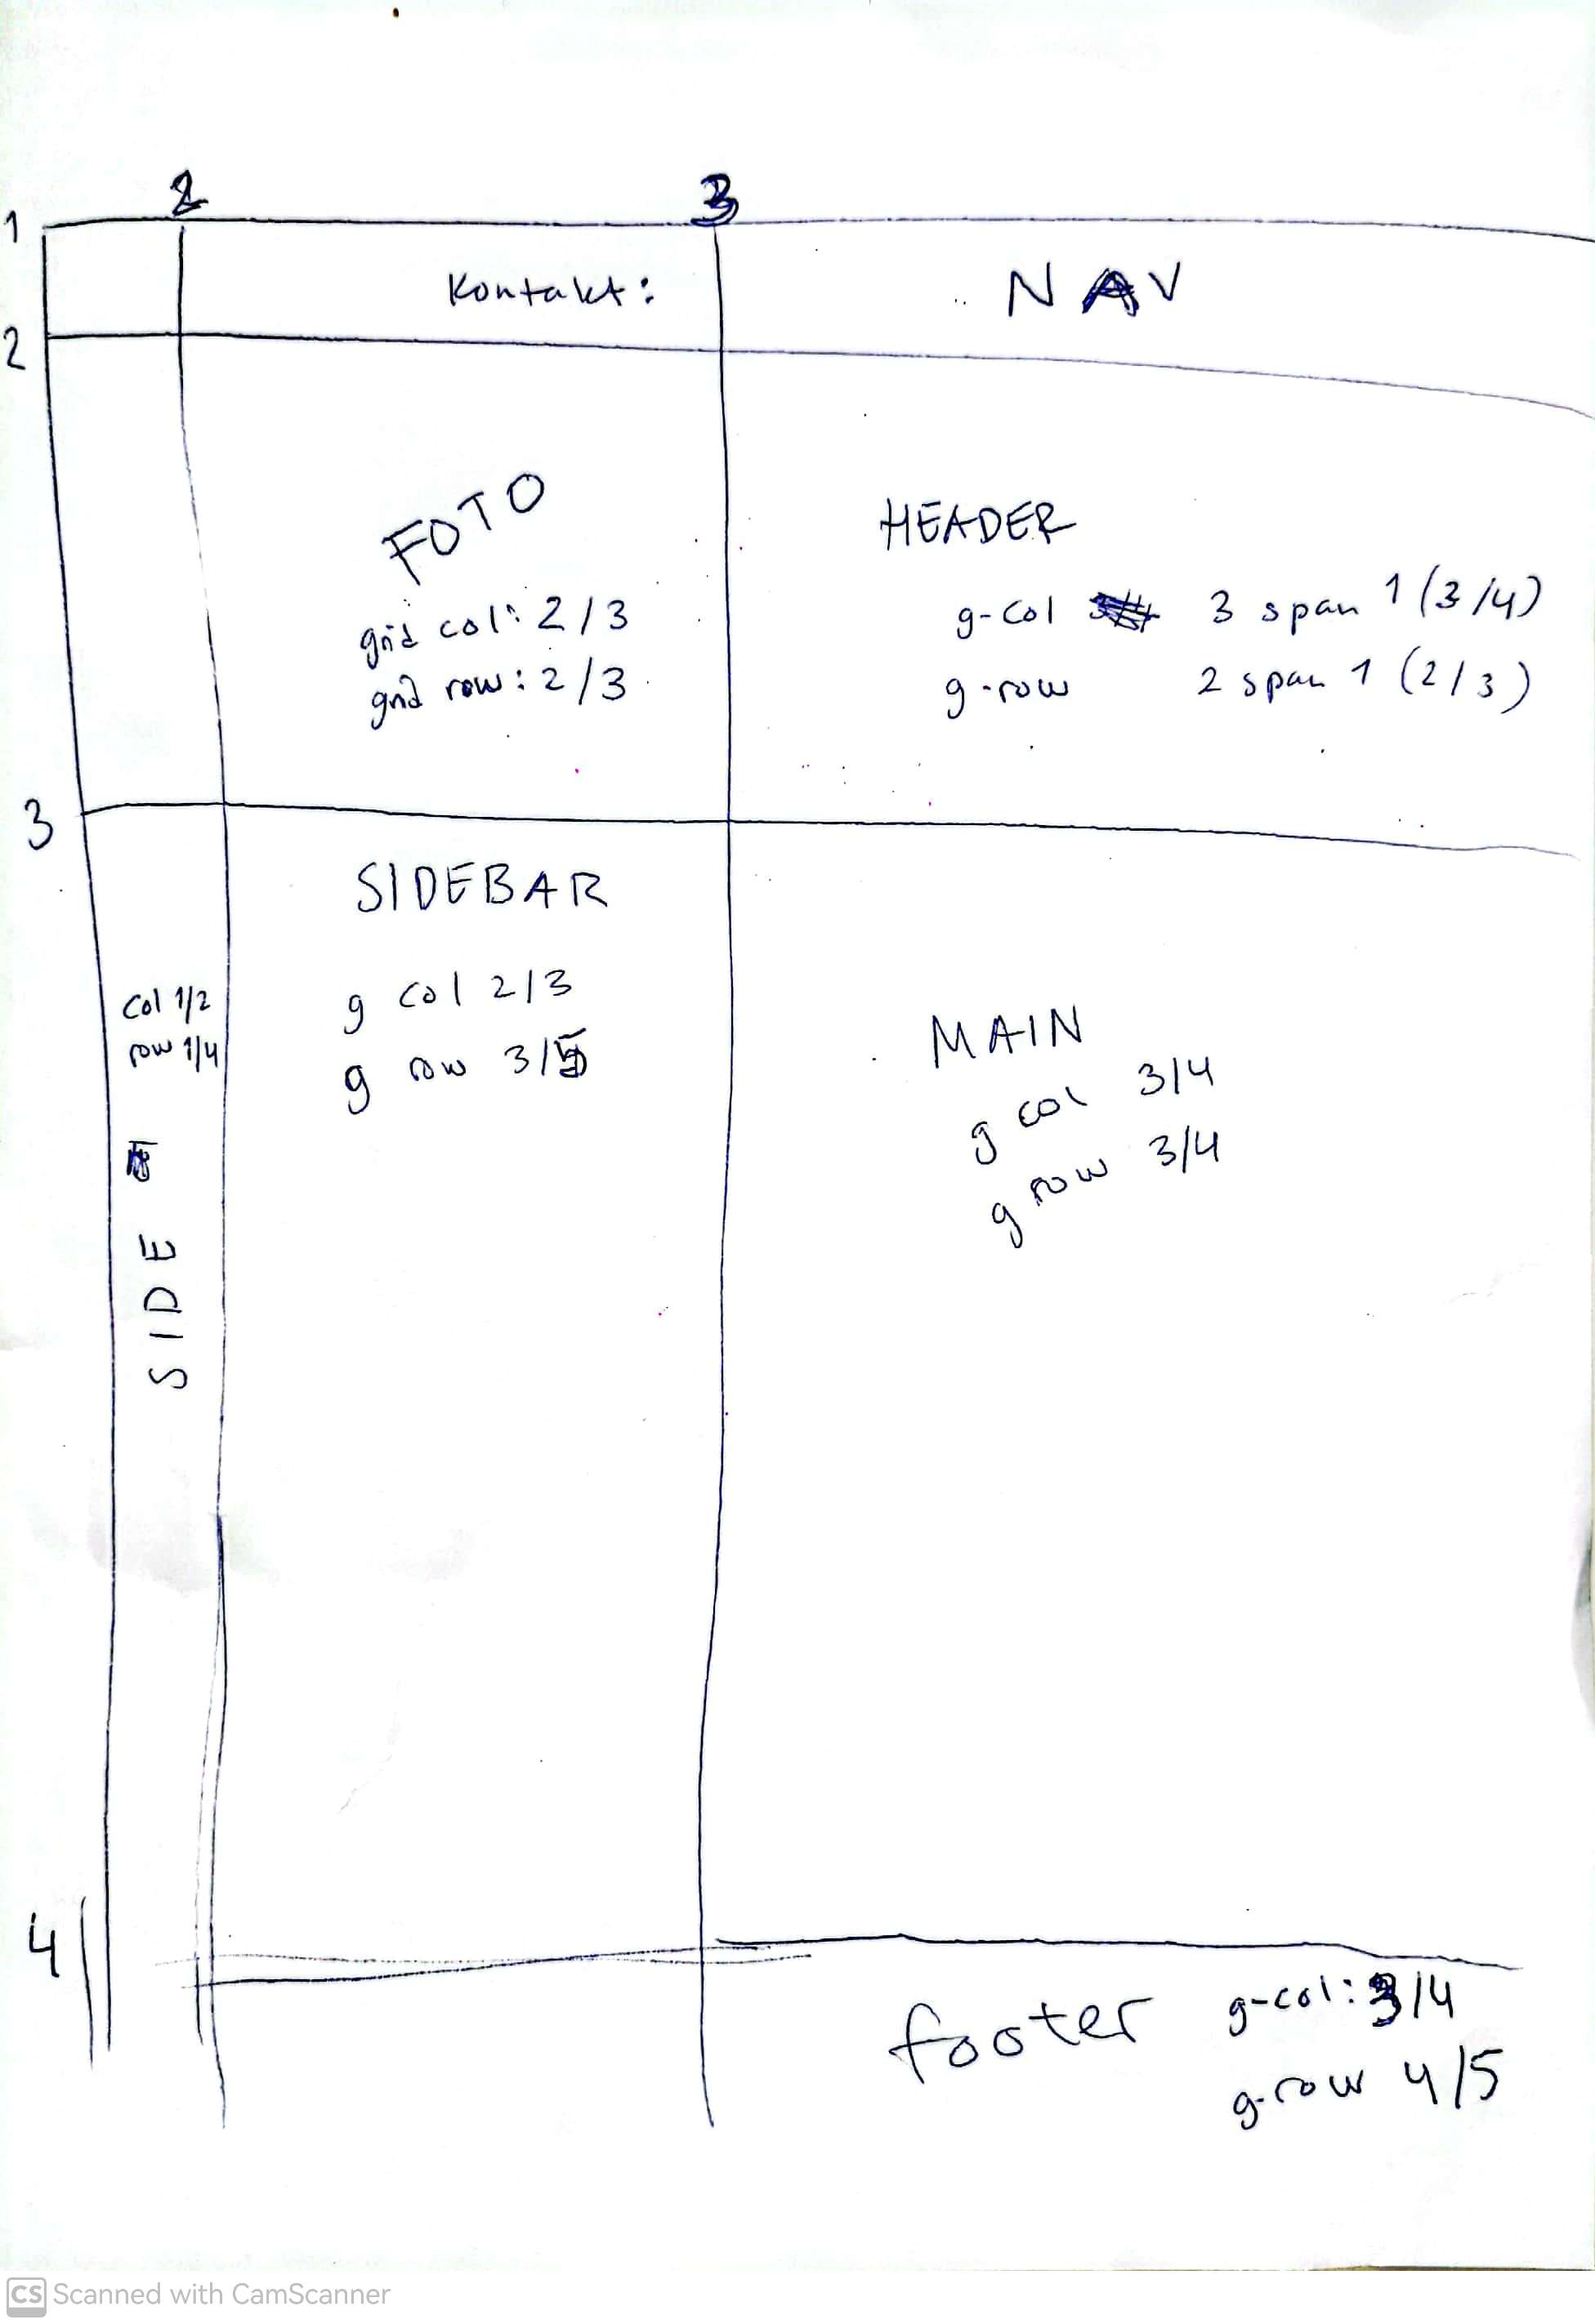 2 3
1
Kontakt: NAV
2
FOTO
grid col: 2/3
grid row: 2/3
HEADER
g-col 3 span 1 (3/4)
g-row 2 span 1 (2/3)
3
SIDEBAR
g col 2/3
g row 3/5
col 1/2
row 1/4
SIDE
MAIN
g col 3/4
g row 3/4
4
footer g-col: 3/4
g-row 4/5
CS Scanned with CamScanner